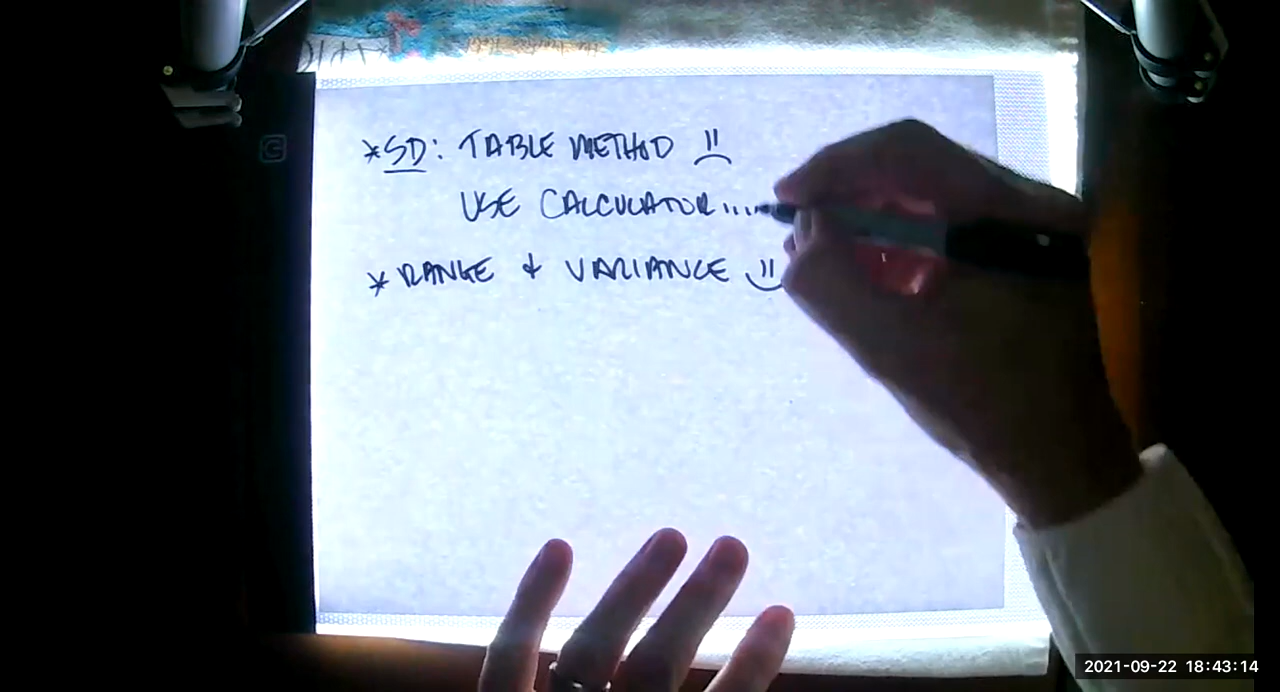 *SD: TABLE METHOD
USE CALCULATOR....
*RANGE + VARIANCE
2021-09-22 18:43:14